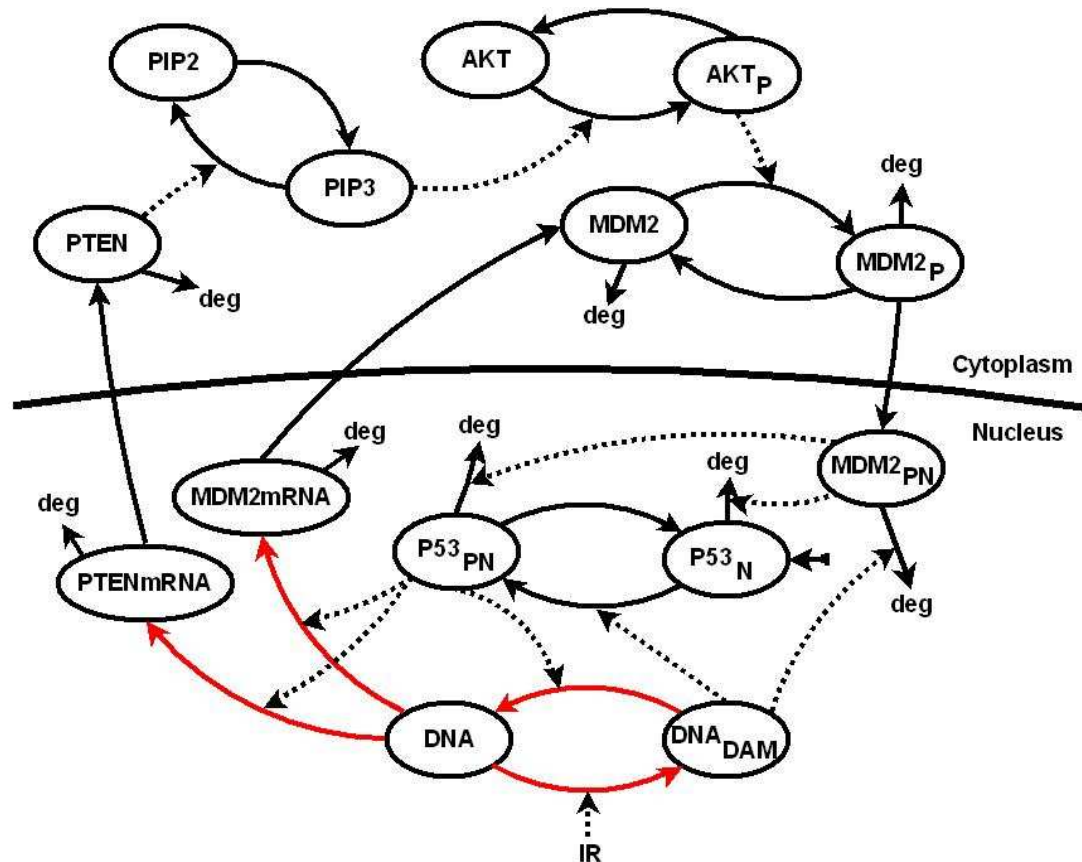 PIP2
AKT
AKTP
PIP3
deg
MDM2
PTEN
MDM2P
deg
deg
Cytoplasm
Nucleus
deg
deg
deg
MDM2PN
MDM2mRNA
deg
P53PN
P53N
PTENmRNA
deg
DNA
DNADAM
IR